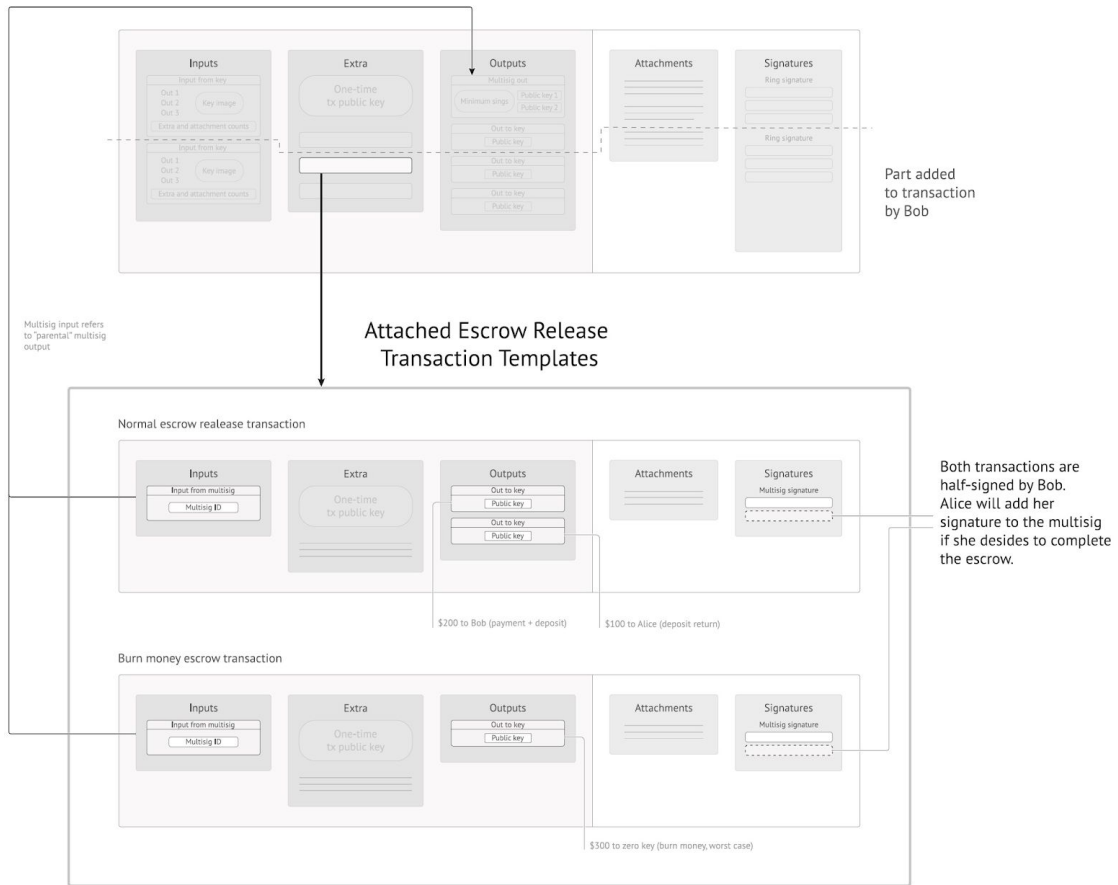 Inputs
Input from key
Out 1
Out 2
Out 3
Key image
Extra and attachment counts
Input from key
Out 1
Out 2
Out 3
Key image
Extra and attachment counts
Extra
One-time
tx public key
Outputs
Multisig out
Minimum sings
Public key 1
Public key 2
Out to key
Public key
Out to key
Public key
Out to key
Public key
Attachments
Signatures
Ring signature
Ring signature
Part added
to transaction
by Bob
Multisig input refers
to "parental" multisig
output
Attached Escrow Release
Transaction Templates
Normal escrow realease transaction
Inputs
Input from multisig
Multisig ID
Extra
One-time
tx public key
Outputs
Out to key
Public key
Out to key
Public key
Attachments
Signatures
Multisig signature
$200 to Bob (payment + deposit)
$100 to Alice (deposit return)
Both transactions are
half-signed by Bob.
Alice will add her
signature to the multisig
if she desides to complete
the escrow.
Burn money escrow transaction
Inputs
Input from multisig
Multisig ID
Extra
One-time
tx public key
Outputs
Out to key
Public key
Attachments
Signatures
Multisig signature
$300 to zero key (burn money, worst case)